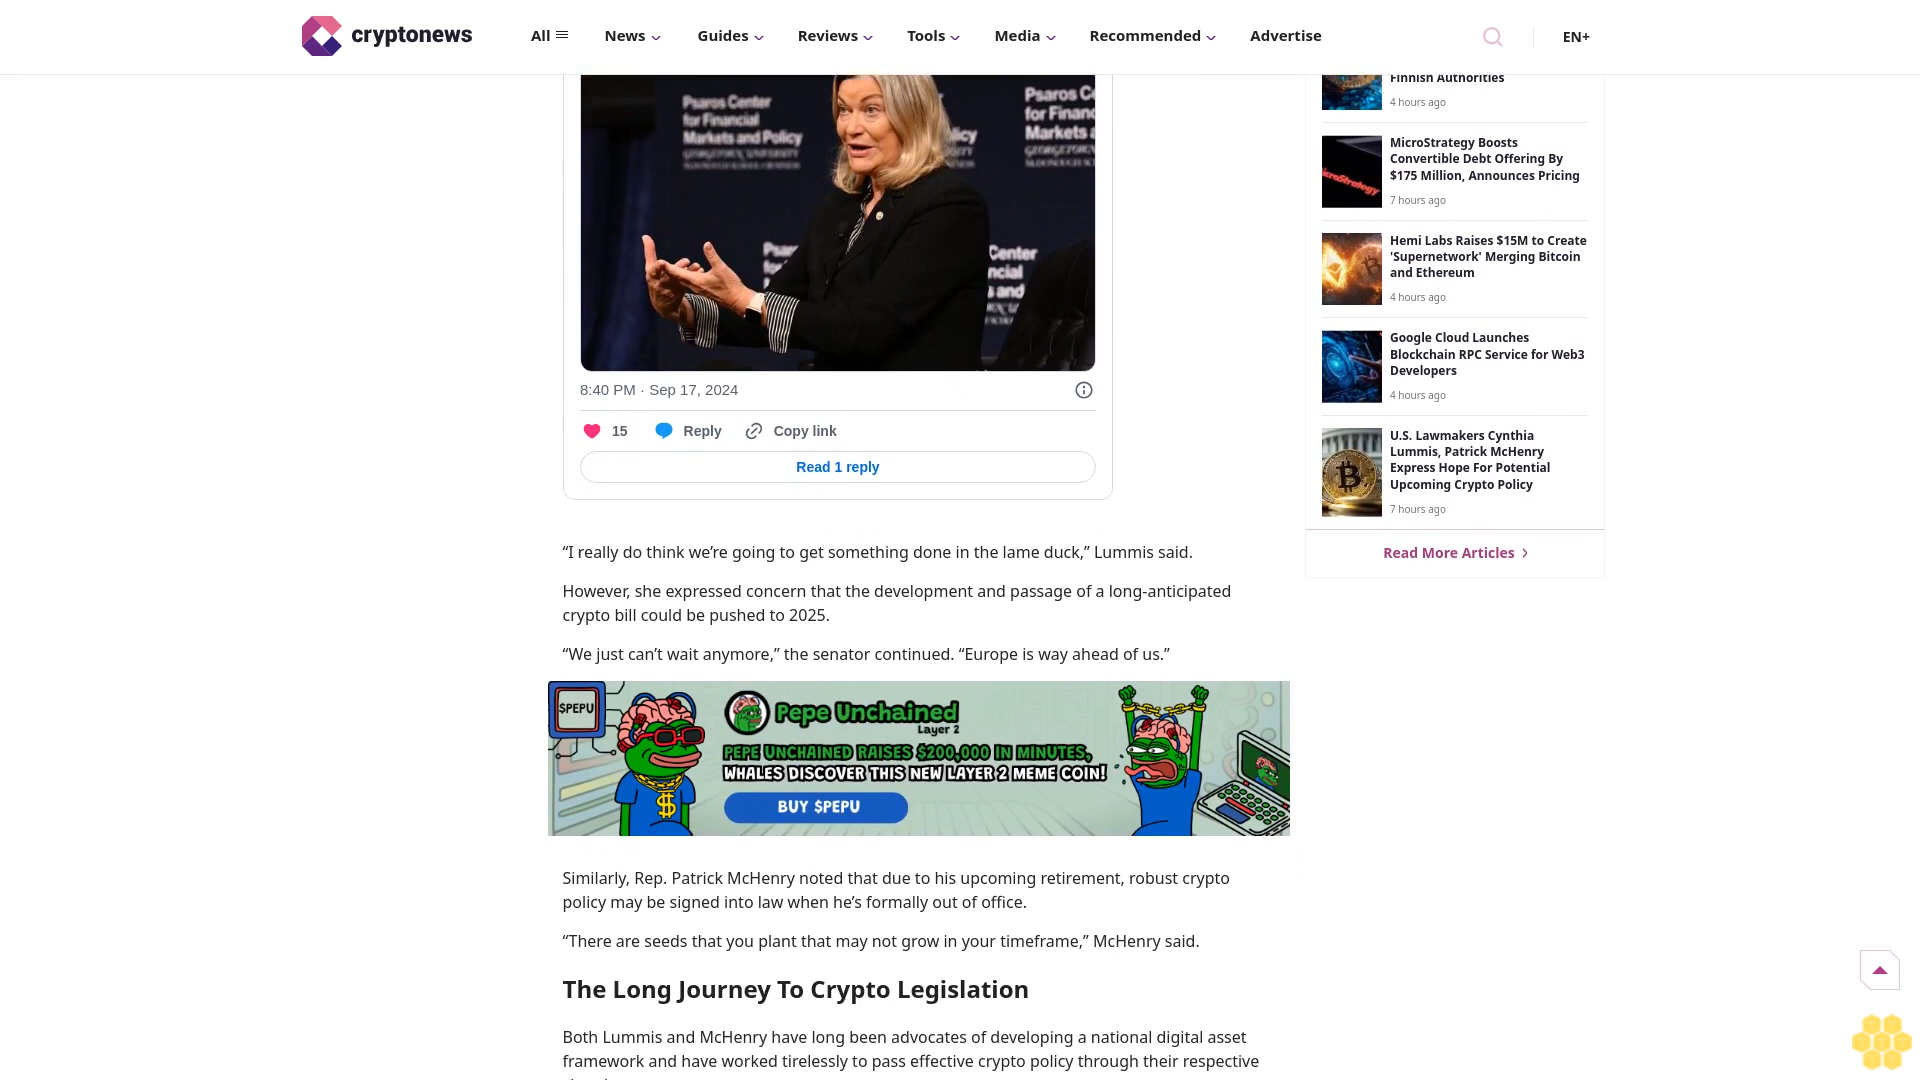 cryptonews
All
News
Guides
Reviews
Tools
Media
Recommended
Advertise
EN+
Psaros Center
for Financial
Markets and Policy
GEORGETOWN UNIVERSITY
8:40 PM · Sep 17, 2024
15
Reply
Copy link
Read 1 reply
“I really do think we’re going to get something done in the lame duck,” Lummis said.
However, she expressed concern that the development and passage of a long-anticipated
crypto bill could be pushed to 2025.
“We just can’t wait anymore,” the senator continued. “Europe is way ahead of us.”
$PEPU
Pepe Unchained
Layer 2
PEPE UNCHAINED RAISES $200,000 IN MINUTES,
WHALES DISCOVER THIS NEW LAYER 2 MEME COIN!
BUY $PEPU
Similarly, Rep. Patrick McHenry noted that due to his upcoming retirement, robust crypto
policy may be signed into law when he’s formally out of office.
“There are seeds that you plant that may not grow in your timeframe,” McHenry said.
The Long Journey To Crypto Legislation
Both Lummis and McHenry have long been advocates of developing a national digital asset
framework and have worked tirelessly to pass effective crypto policy through their respective
Finnish Authorities
4 hours ago
MicroStrategy Boosts
Convertible Debt Offering By
$175 Million, Announces Pricing
7 hours ago
Hemi Labs Raises $15M to Create
'Supernetwork' Merging Bitcoin
and Ethereum
4 hours ago
Google Cloud Launches
Blockchain RPC Service for Web3
Developers
4 hours ago
U.S. Lawmakers Cynthia
Lummis, Patrick McHenry
Express Hope For Potential
Upcoming Crypto Policy
7 hours ago
Read More Articles